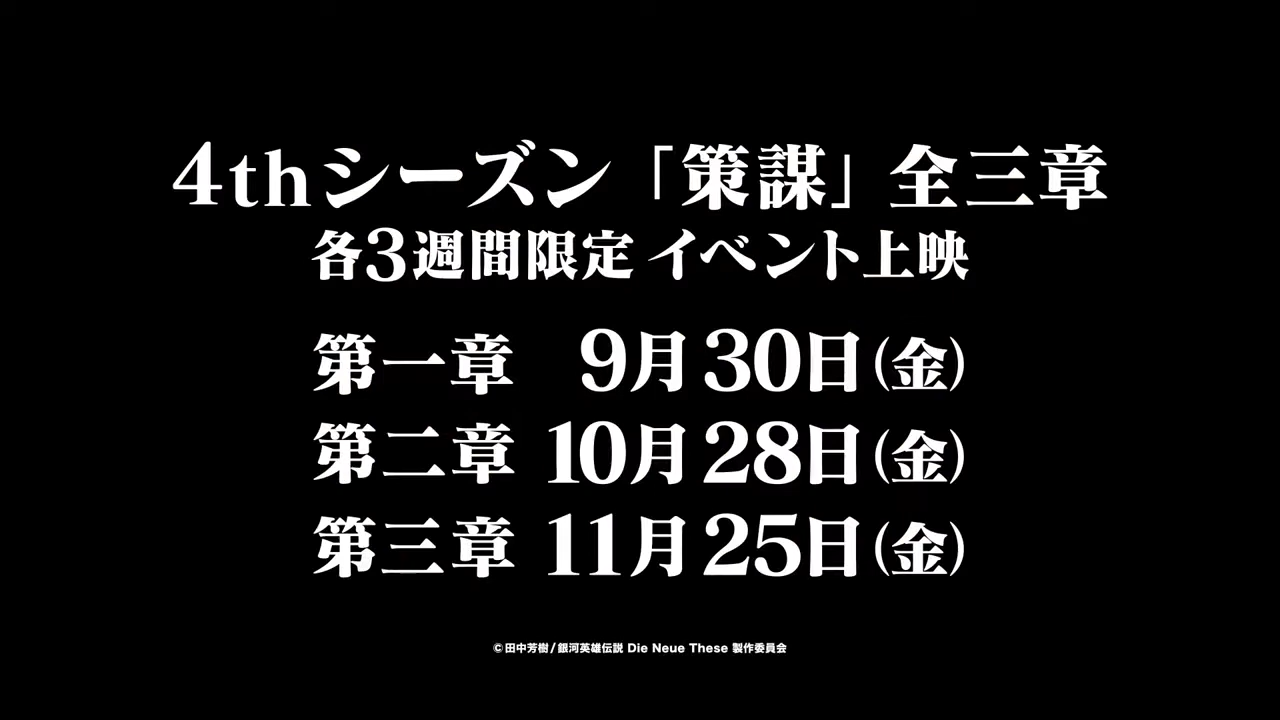 4thシーズン「策謀」全三章
各3週間限定 イベント上映
第一章 9月30日(金)
第二章 10月28日(金)
第三章 11月25日(金)
©田中芳樹/銀河英雄伝説 Die Neue These 製作委員会